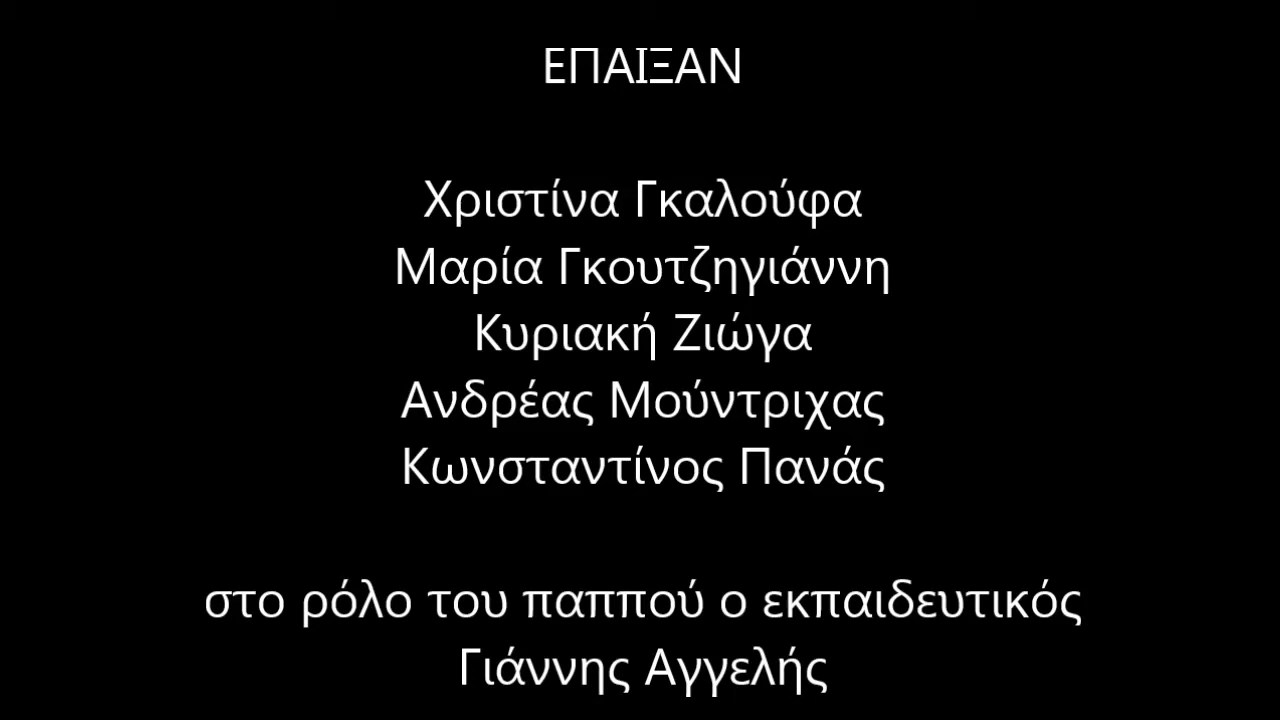 ΕΠΑΙΞΑΝ
Χριστίνα Γκαλούφα
Μαρία Γκουτζηγιάννη
Κυριακή Ζιώγα
Ανδρέας Μούντριχας
Κωνσταντίνος Πανάς
στο ρόλο του παππού ο εκπαιδευτικός
Γιάννης Αγγελής